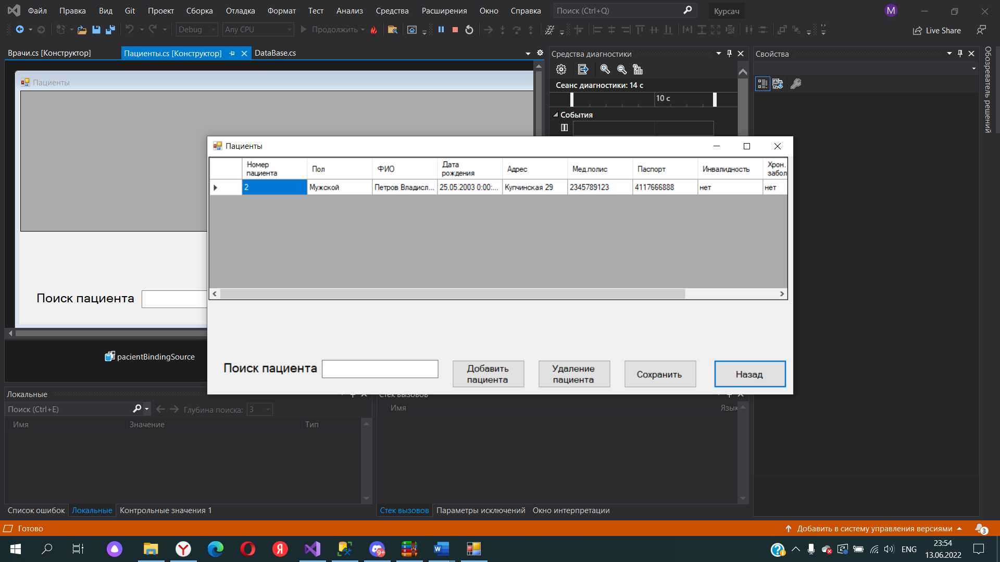 Файл Правка Вид Git Проект Сборка Отладка Формат Тест Анализ Средства Расширения Окно Справка Поиск (Ctrl+Q) Курсач M
Debug Any CPU Продолжить Live Share
Врачи.cs [Конструктор] Пациенты.cs [Конструктор] DataBase.cs
Пациенты
Поиск пациента
pacientBindingSource
Средства диагностики
Сеанс диагностики: 14 с
10 с
События
Свойства
Обозреватель решений
Пациенты
Номер пациента Пол ФИО Дата рождения Адрес Мед.полис Паспорт Инвалидность Хрон. забол
2 Мужской Петров Владисл... 25.05.2003 0:00:... Купчинская 29 2345789123 4117666888 нет нет
Поиск пациента
Добавить пациента
Удаление пациента
Сохранить
Назад
Локальные
Поиск (Ctrl+E) Глубина поиска: 3
Имя Значение Тип
Стек вызовов
Имя Язык
Список ошибок Локальные Контрольные значения 1
Стек вызовов Параметры исключений Окно интерпретации
Готово
Добавить в систему управления версиями 3
9+
ENG
23:54
13.06.2022